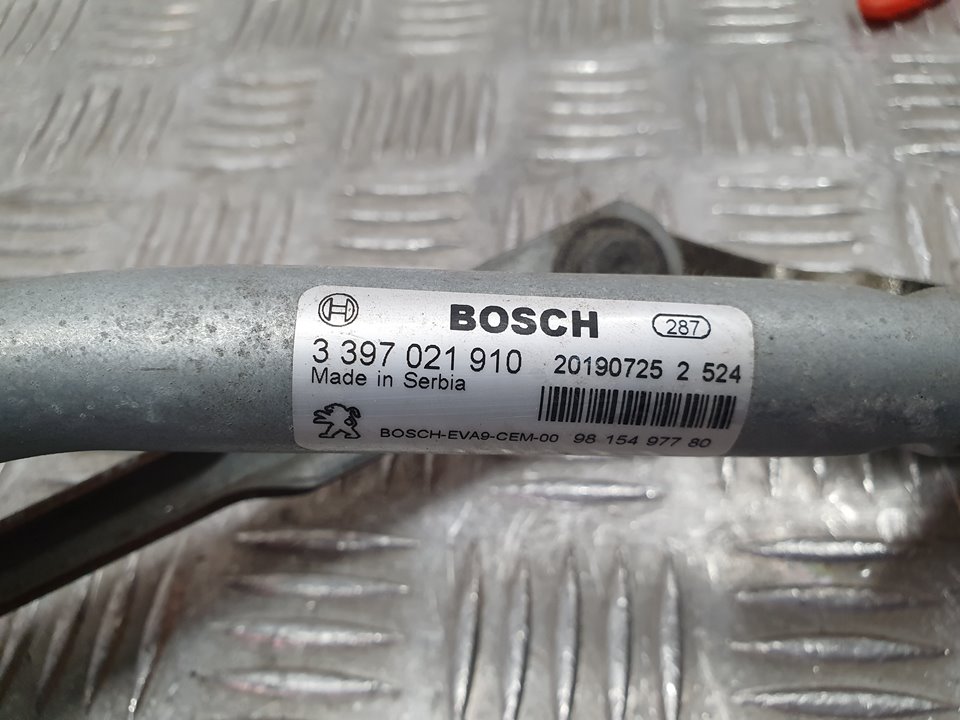 BOSCH 287
3 397 021 910 20190725 2 524
Made in Serbia
BOSCH-EVA9-CEM-00 98 154 977 80